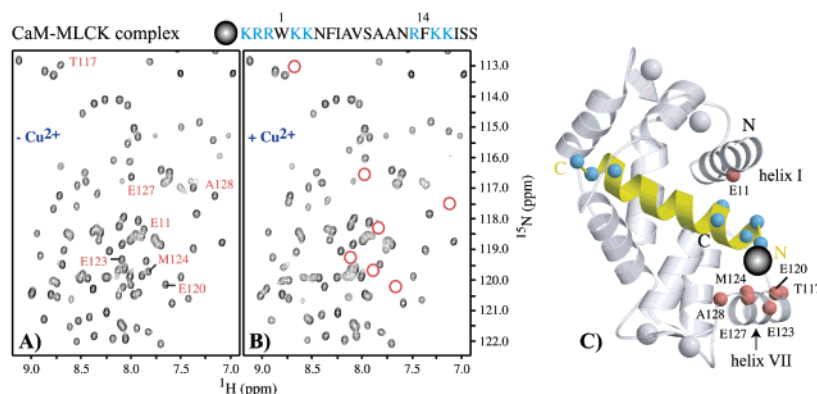 1 14
CaM-MLCK complex KRRWKKNFIAVSAANRFKKISS
T117
- Cu2+
E127
A128
E11
E123
M124
E120
A)
9.0 8.5 8.0 7.5 7.0
1H (ppm)
+ Cu2+
B)
9.0 8.5 8.0 7.5 7.0
113.0
114.0
115.0
116.0
117.0
118.0
119.0
120.0
121.0
122.0
15N (ppm)
N
C
E11
helix I
C
N
E120
M124
T117
A128
E127
E123
C)
helix VII